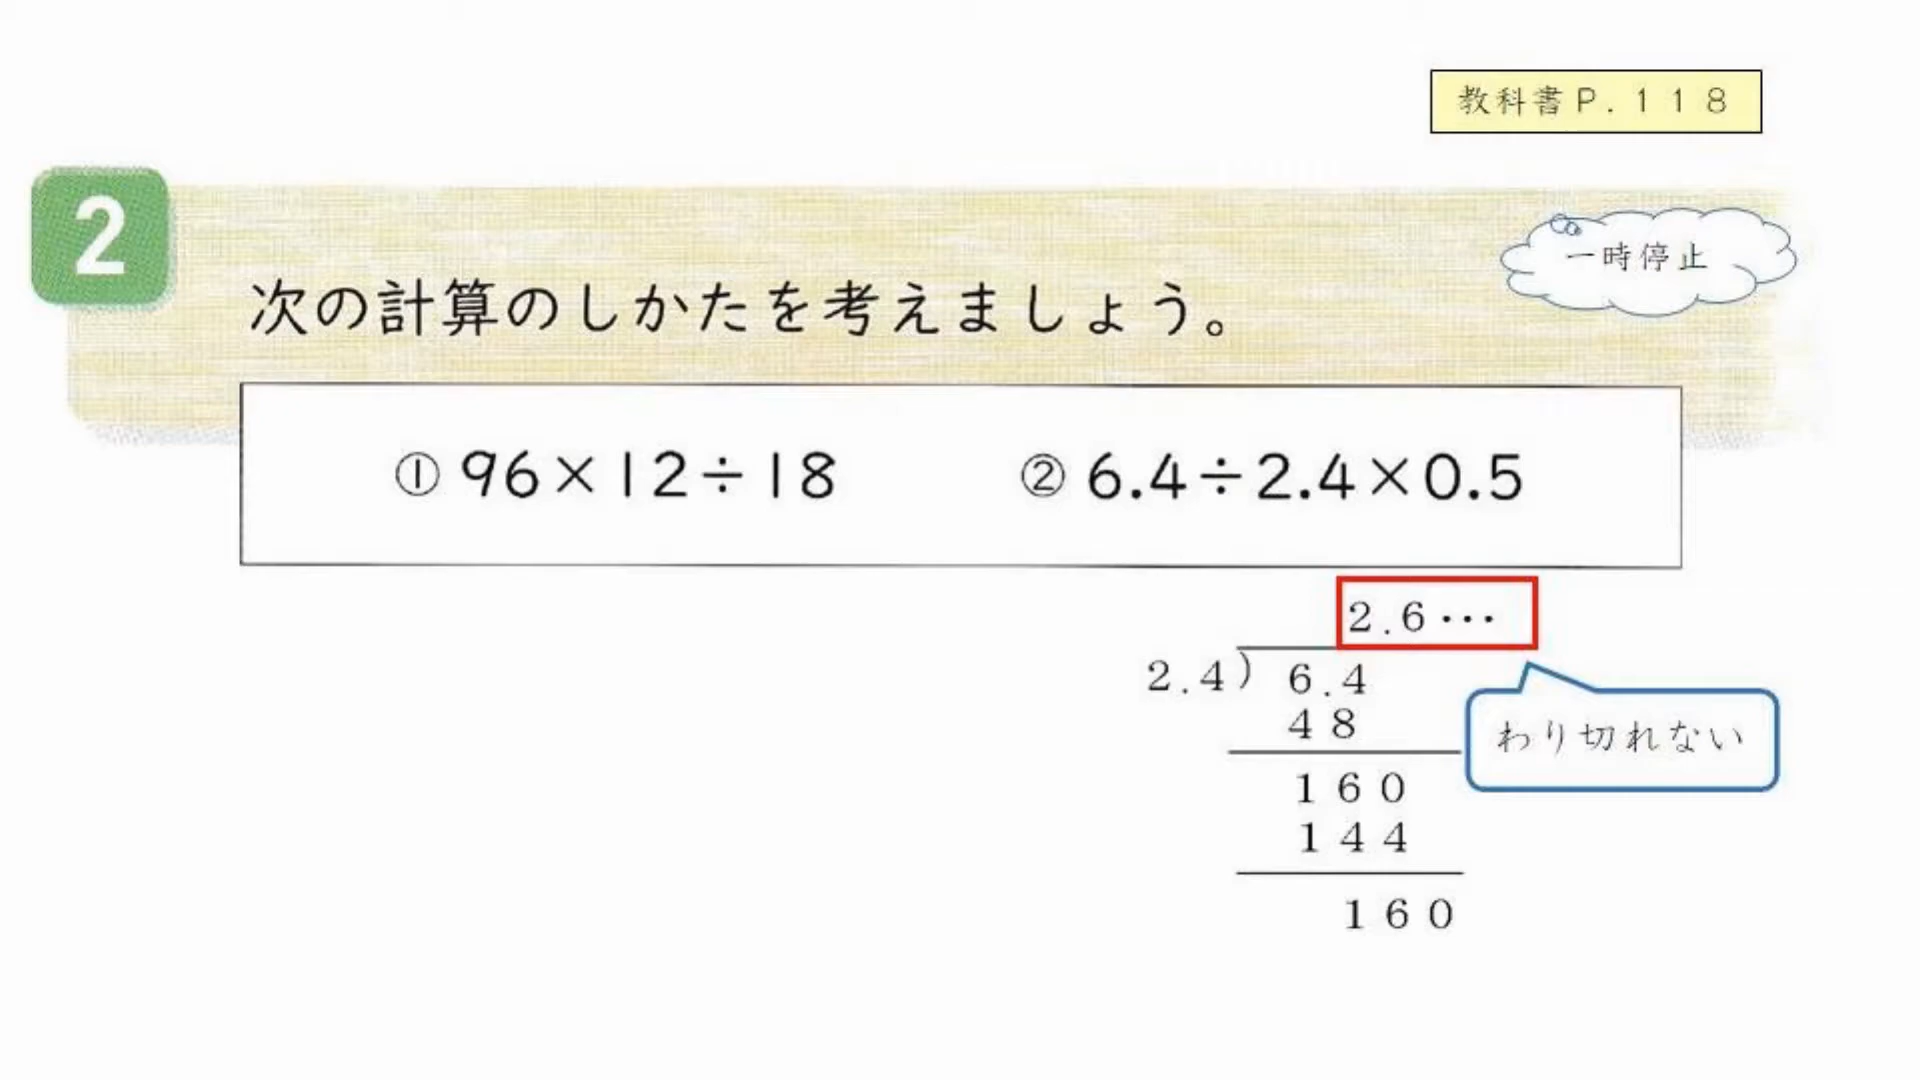 教科書P.118
2
一時停止
次の計算のしかたを考えましょう。
① 96×12÷18
② 6.4÷2.4×0.5
2.6···
2.4) 6.4
48
わり切れない
160
144
160